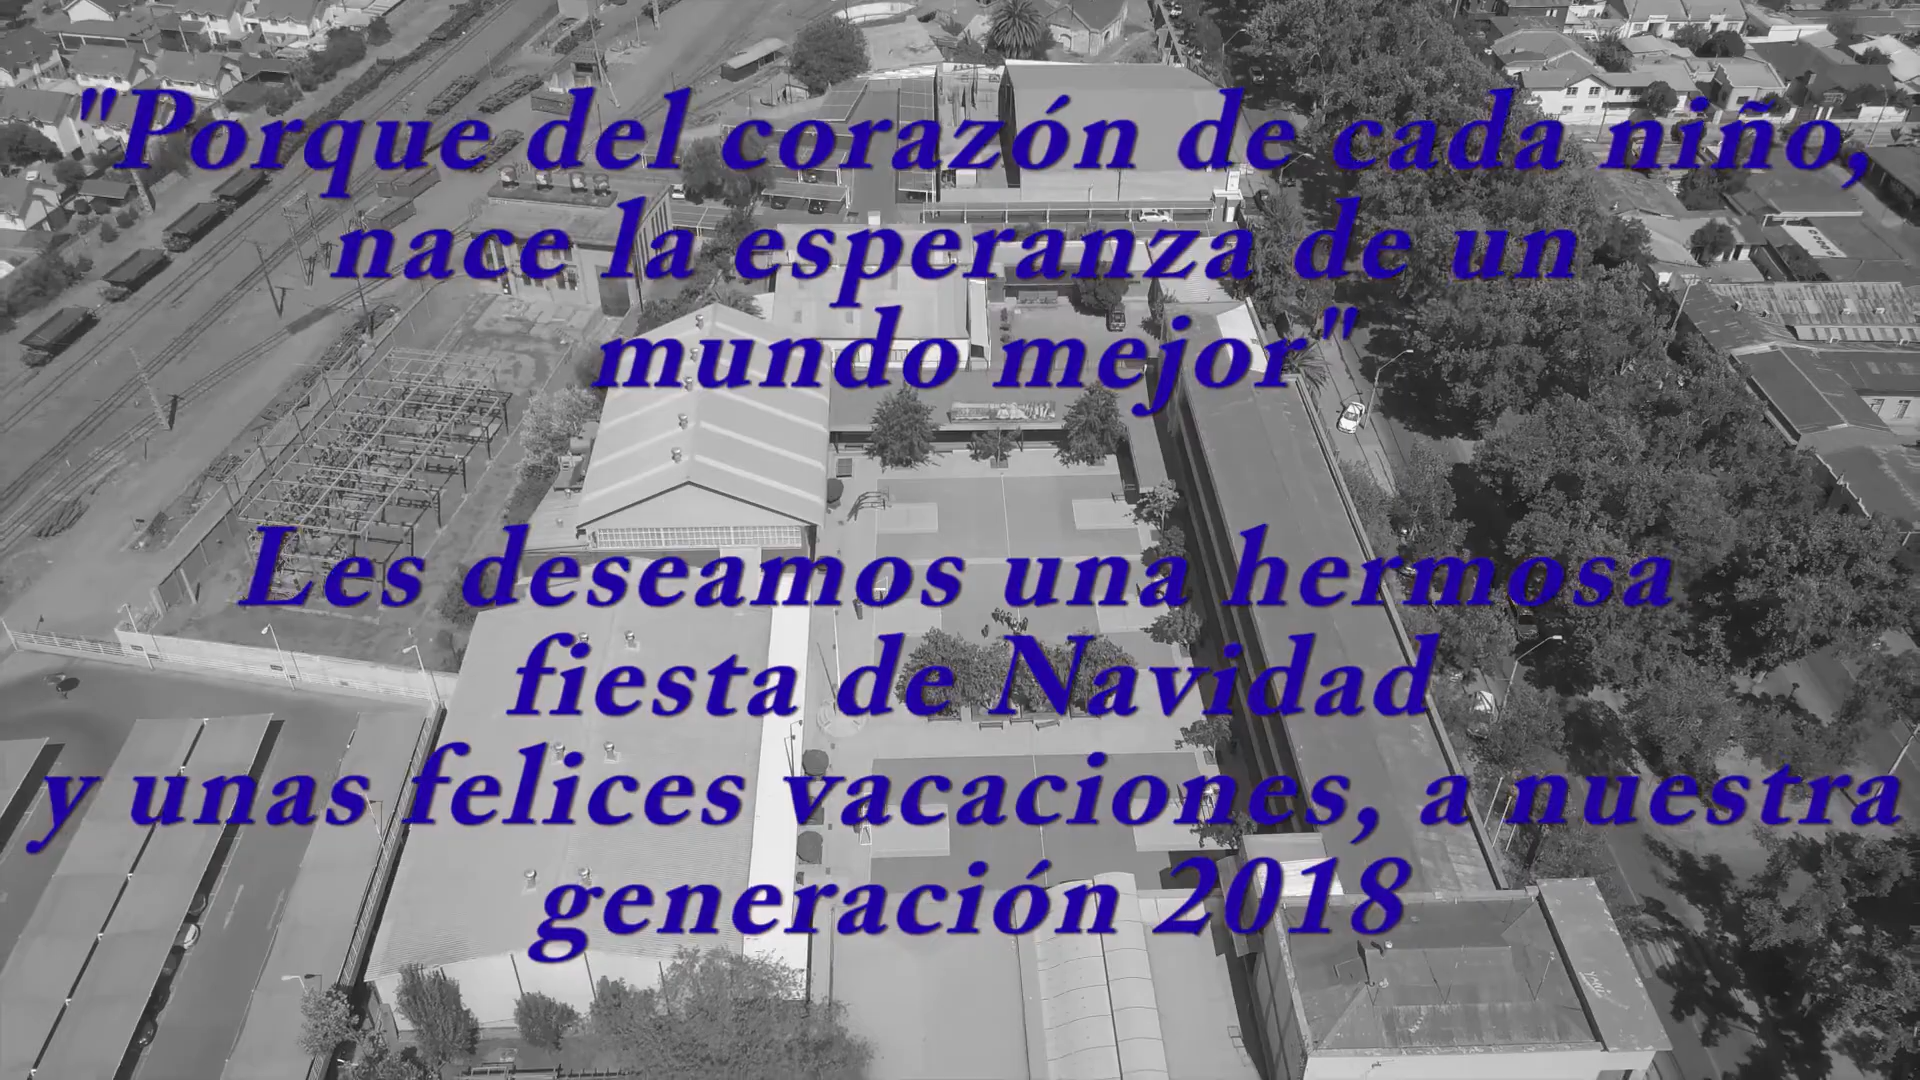 "Porque del corazón de cada niño,
nace la esperanza de un
mundo mejor"
Les deseamos una hermosa
fiesta de Navidad
y unas felices vacaciones, a nuestra
generación 2018